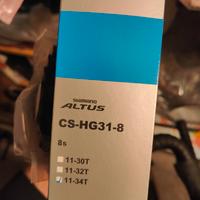 SHIMANO
ALTUS
CS-HG31-8
8s
11-30T
11-32T
11-34T